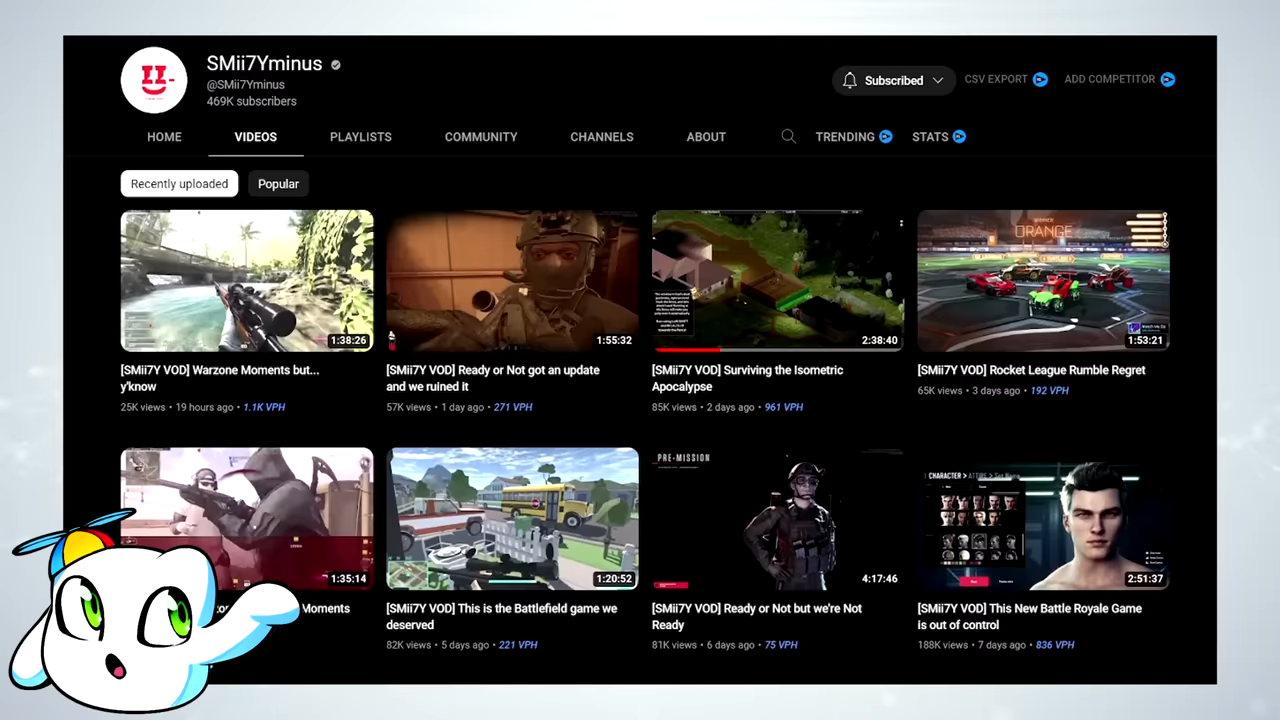 SMii7Yminus
@SMii7Yminus
469K subscribers
Subscribed
CSV EXPORT
ADD COMPETITOR
HOME
VIDEOS
PLAYLISTS
COMMUNITY
CHANNELS
ABOUT
TRENDING
STATS
Recently uploaded
Popular
ORANGE
1:38:26
1:55:32
2:38:40
1:53:21
[SMii7Y VOD] Warzone Moments but...
y'know
25K views • 19 hours ago • 1.1K VPH
[SMii7Y VOD] Ready or Not got an update
and we ruined it
57K views • 1 day ago • 271 VPH
[SMii7Y VOD] Surviving the Isometric
Apocalypse
85K views • 2 days ago • 961 VPH
[SMii7Y VOD] Rocket League Rumble Regret
65K views • 3 days ago • 192 VPH
PRE-MISSION
CHARACTER >
1:35:14
1:20:52
4:17:46
2:51:37
Moments
[SMii7Y VOD] This is the Battlefield game we
deserved
82K views • 5 days ago • 221 VPH
[SMii7Y VOD] Ready or Not but we're Not
Ready
81K views • 6 days ago • 75 VPH
[SMii7Y VOD] This New Battle Royale Game
is out of control
188K views • 7 days ago • 836 VPH